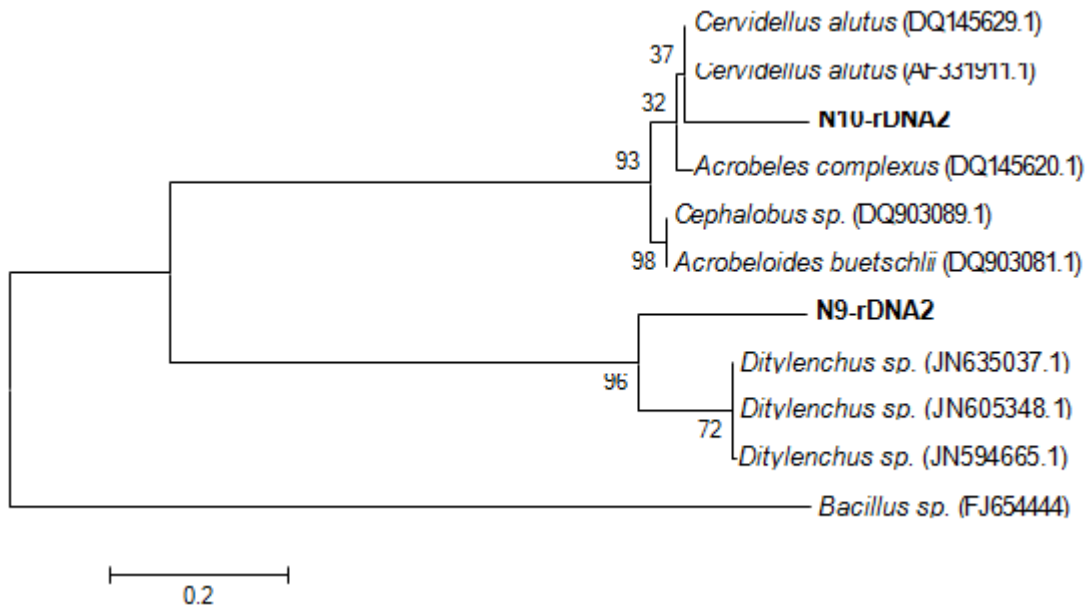 Cervidellus alutus (DQ145629.1)
37
Cervidellus alutus (AF331911.1)
32
N10-rDNA2
93
Acrobeles complexus (DQ145620.1)
Cephalobus sp. (DQ903089.1)
98
Acrobeloides buetschlii (DQ903081.1)
N9-rDNA2
Ditylenchus sp. (JN635037.1)
96
Ditylenchus sp. (JN605348.1)
72
Ditylenchus sp. (JN594665.1)
Bacillus sp. (FJ654444)
0.2